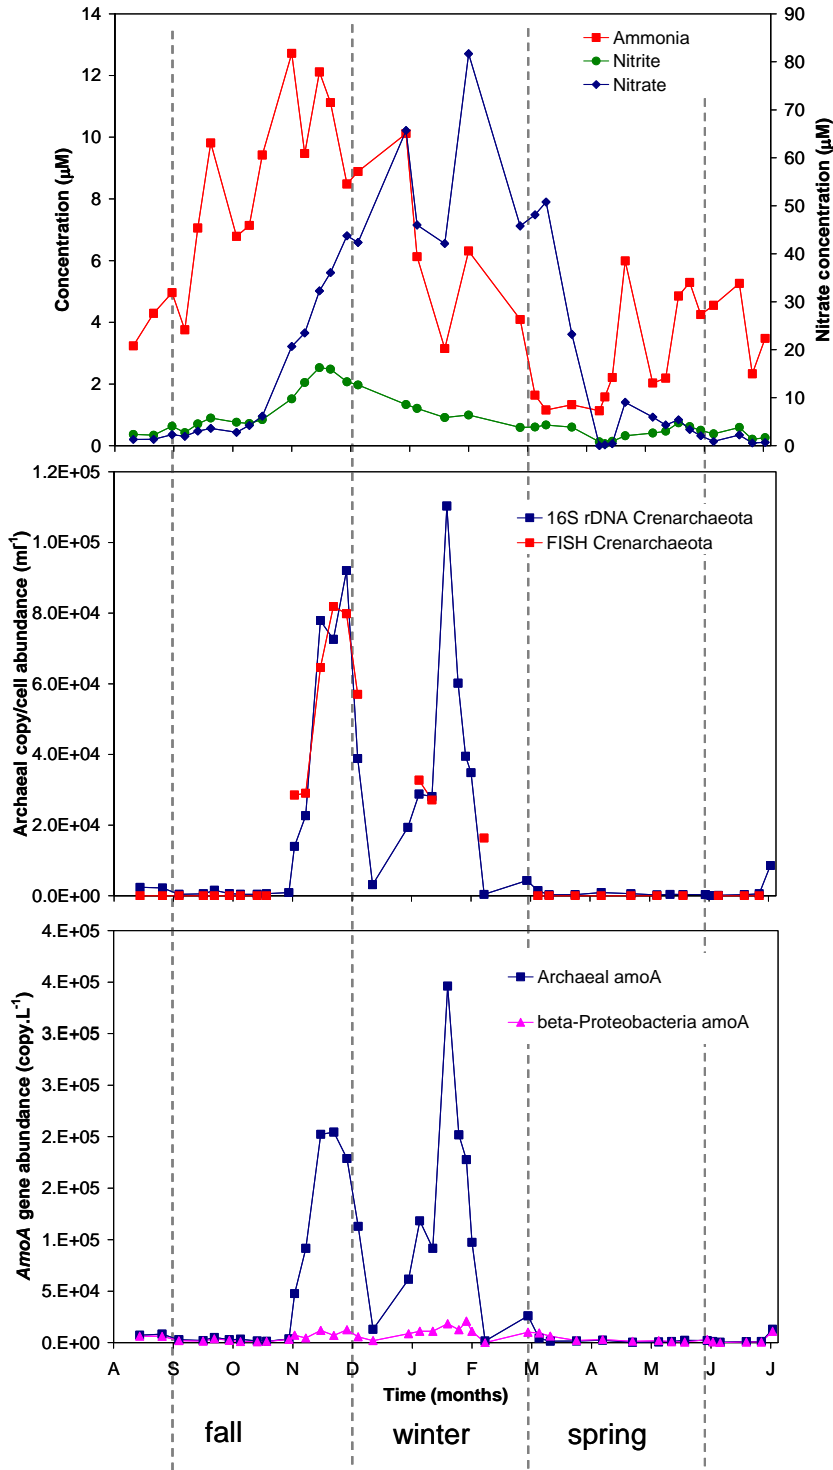 14
12
10
8
6
4
2
0
Concentration (µM)
90
80
70
60
50
40
30
20
10
0
Nitrate concentration (µM)
Ammonia
Nitrite
Nitrate
1.2E+05
1.0E+05
8.0E+04
6.0E+04
4.0E+04
2.0E+04
0.0E+00
Archaeal copy/cell abundance (ml-1)
16S rDNA Crenarchaeota
FISH Crenarchaeota
4.E+05
4.E+05
3.E+05
3.E+05
2.E+05
2.E+05
1.E+05
1.E+05
5.E+04
0.E+00
AmoA gene abundance (copy.L-1)
Archaeal amoA
beta-Proteobacteria amoA
A S O N D J F M A M J J
Time (months)
fall winter spring